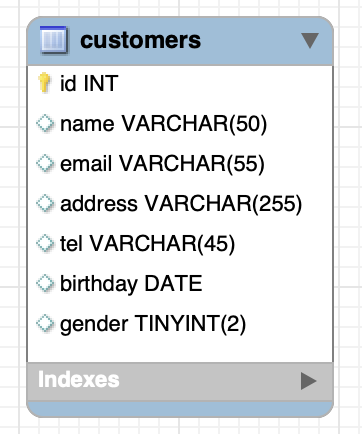 customers
id INT
name VARCHAR(50)
email VARCHAR(55)
address VARCHAR(255)
tel VARCHAR(45)
birthday DATE
gender TINYINT(2)
Indexes